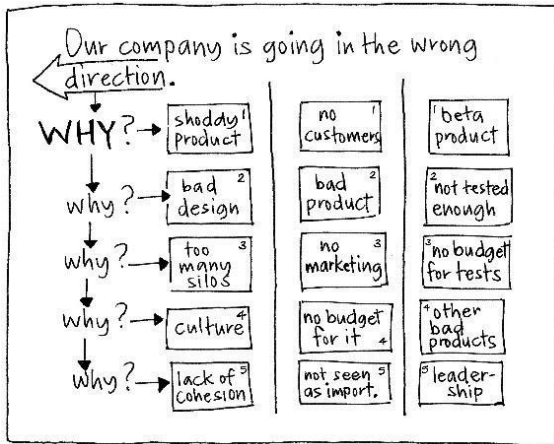 Our company is going in the wrong
direction.
WHY?
shoddy 1
product
no 1
customers
1 beta
product
why?
bad 2
design
bad 2
product
2 not tested
enough
why?
too 3
many
silos
no 3
marketing
3 no budget
for tests
why?
culture 4
no budget
for it 4
4 other
bad
products
why?
lack of 5
cohesion
not seen 5
as import.
5 leader-
ship